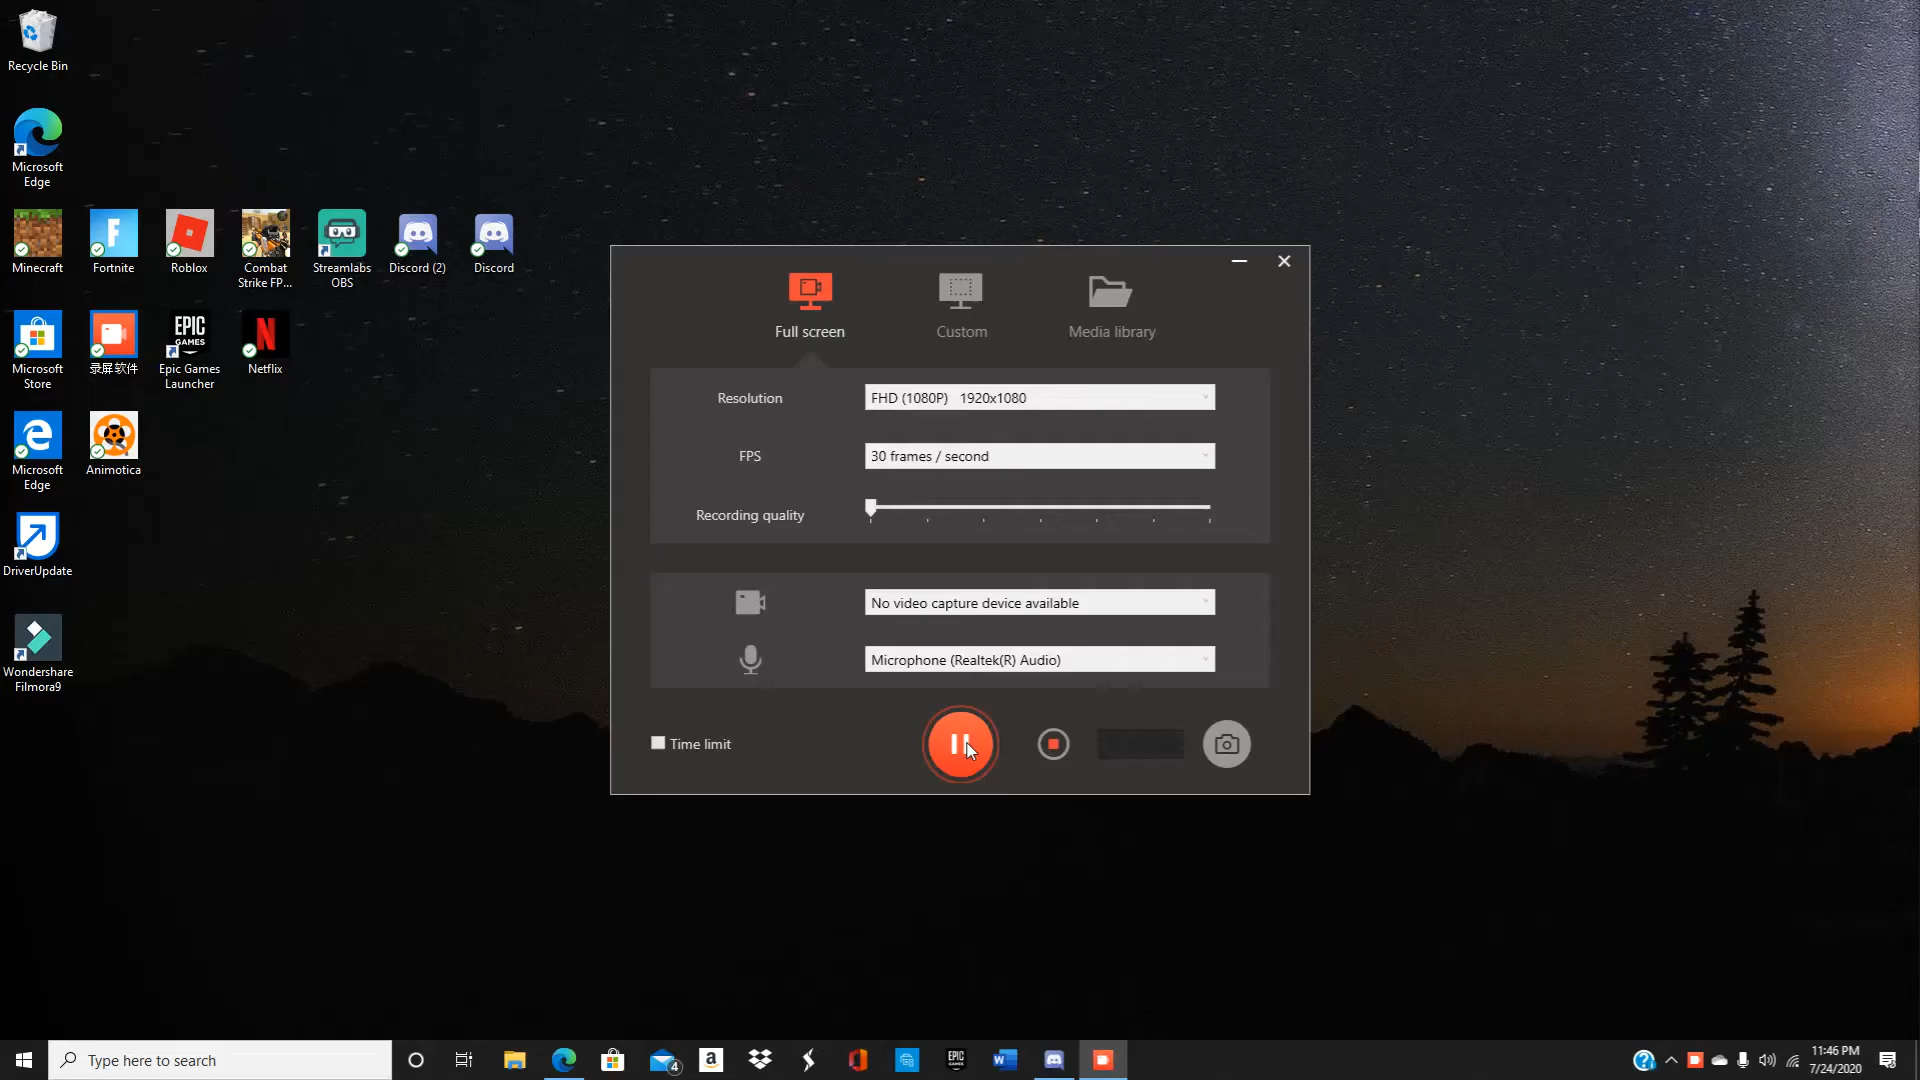 Recycle Bin
Microsoft
Edge
Minecraft
Fortnite
Roblox
Combat
Strike FP...
Streamlabs
OBS
Discord (2)
Discord
Microsoft
Store
录屏软件
EPIC
GAMES
Epic Games
Launcher
Netflix
Microsoft
Edge
Animotica
DriverUpdate
Wondershare
Filmora9
Full screen
Custom
Media library
Resolution
FHD (1080P) 1920x1080
FPS
30 frames / second
Recording quality
No video capture device available
Microphone (Realtek(R) Audio)
Time limit
Type here to search
4
EPIC
11:46 PM
7/24/2020